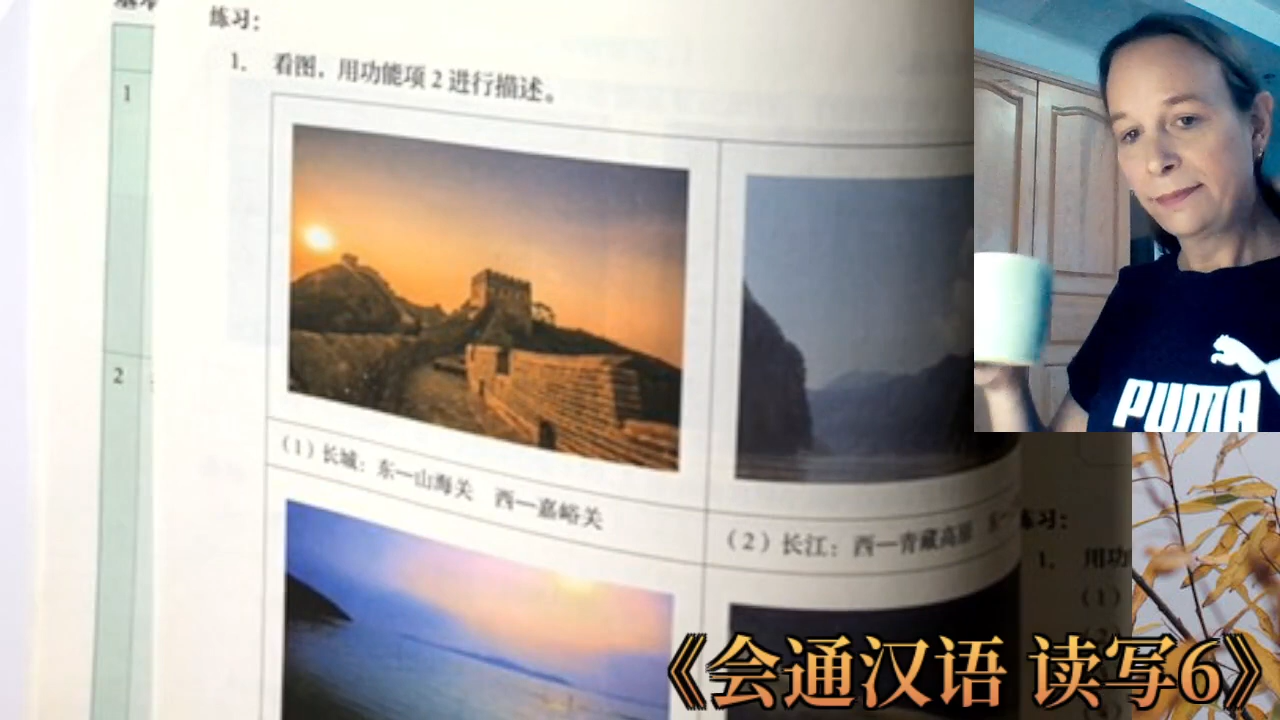 练习：
1. 看图，用功能项 2 进行描述。
1
2
（1）长城：东—山海关 西—嘉峪关
（2）长江：西—青藏高原
练习：
1. 用功
（1）
PUMA
《会通汉语 读写6》